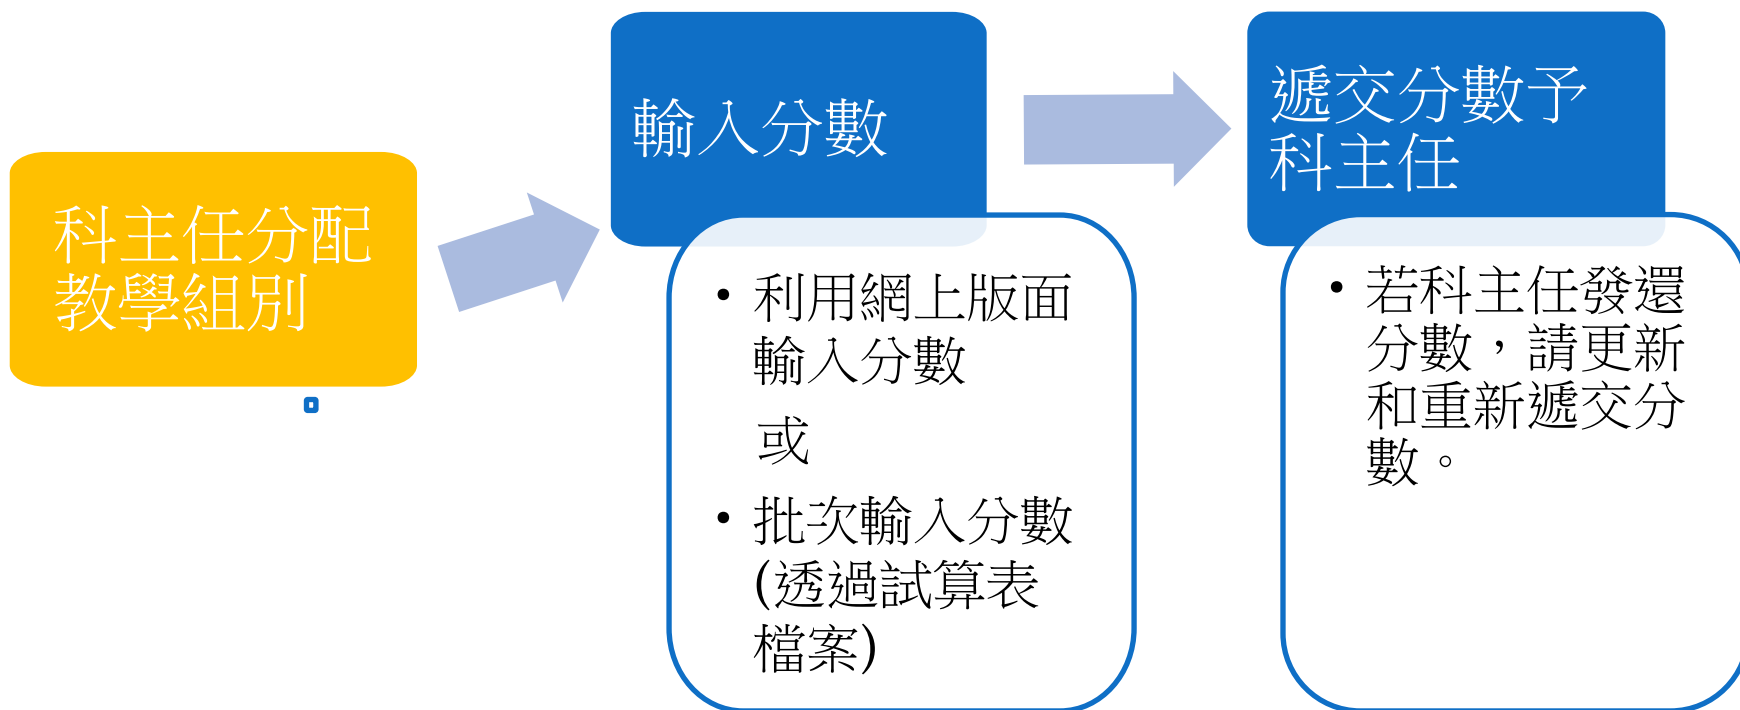 科主任分配
教學組別
輸入分數
• 利用網上版面
輸入分數
或
• 批次輸入分數
(透過試算表
檔案)
遞交分數予
科主任
• 若科主任發還
分數，請更新
和重新遞交分
數。